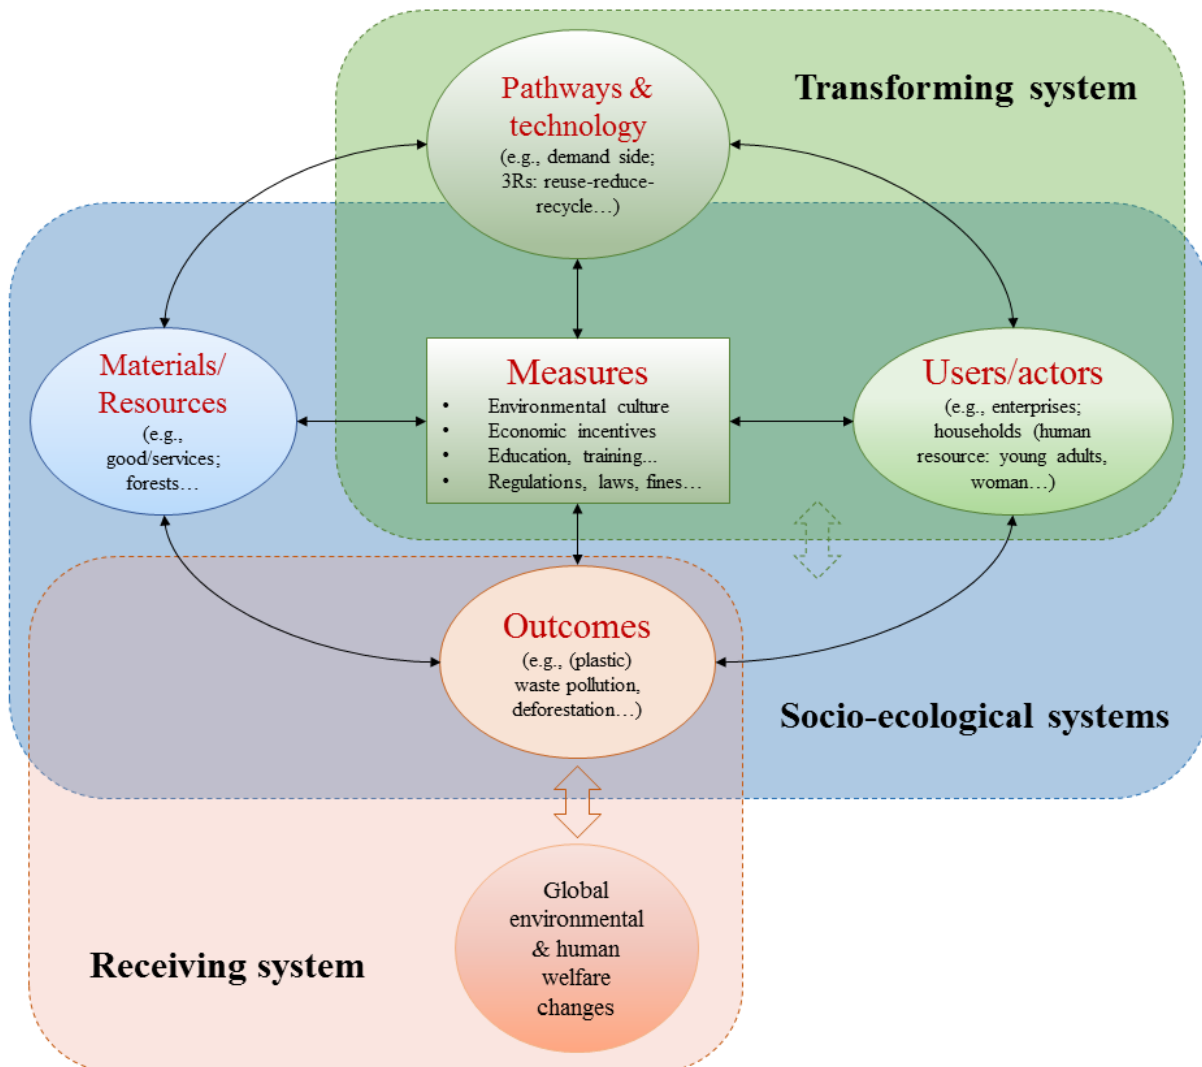 Transforming system
Pathways &
technology
(e.g., demand side;
3Rs: reuse-reduce-
recycle…)
Materials/
Resources
(e.g.,
good/services;
forests…
Measures
• Environmental culture
• Economic incentives
• Education, training...
• Regulations, laws, fines…
Users/actors
(e.g., enterprises;
households (human
resource: young adults,
woman…)
Outcomes
(e.g., (plastic)
waste pollution,
deforestation…)
Socio-ecological systems
Global
environmental
& human
welfare
changes
Receiving system